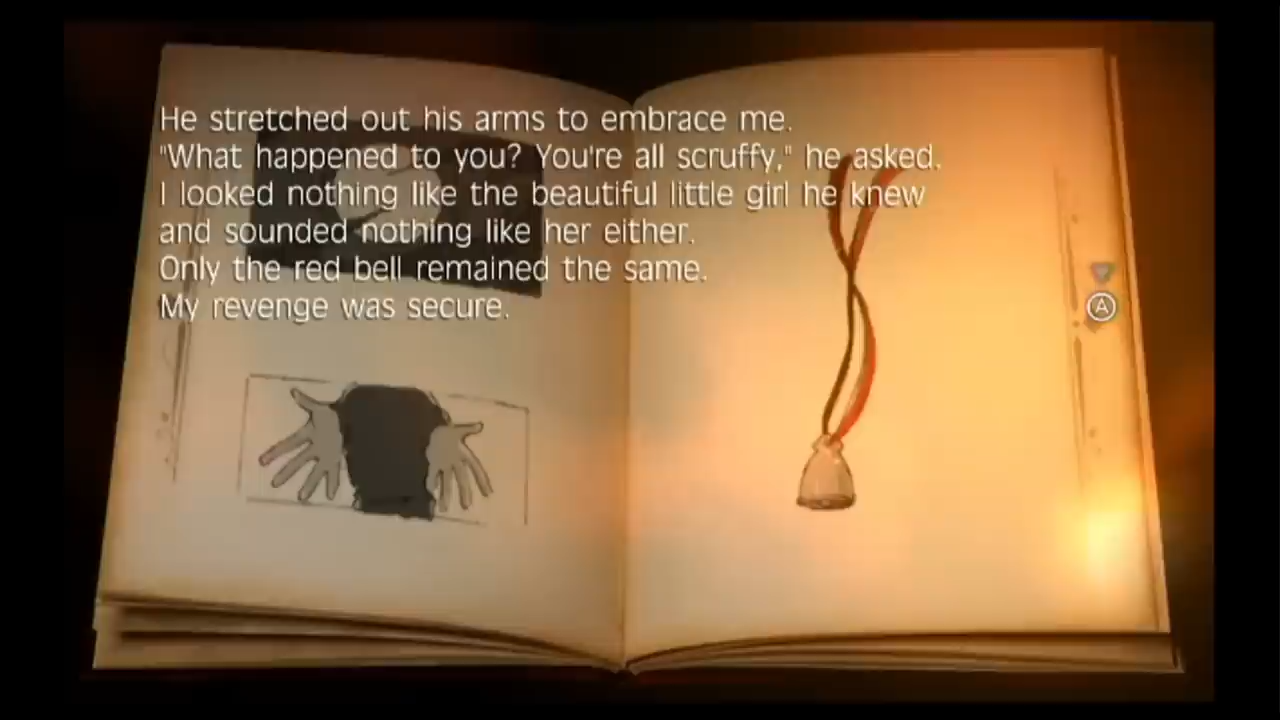 He stretched out his arms to embrace me.
"What happened to you? You're all scruffy," he asked.
I looked nothing like the beautiful little girl he knew
and sounded nothing like her either.
Only the red bell remained the same.
My revenge was secure.
A